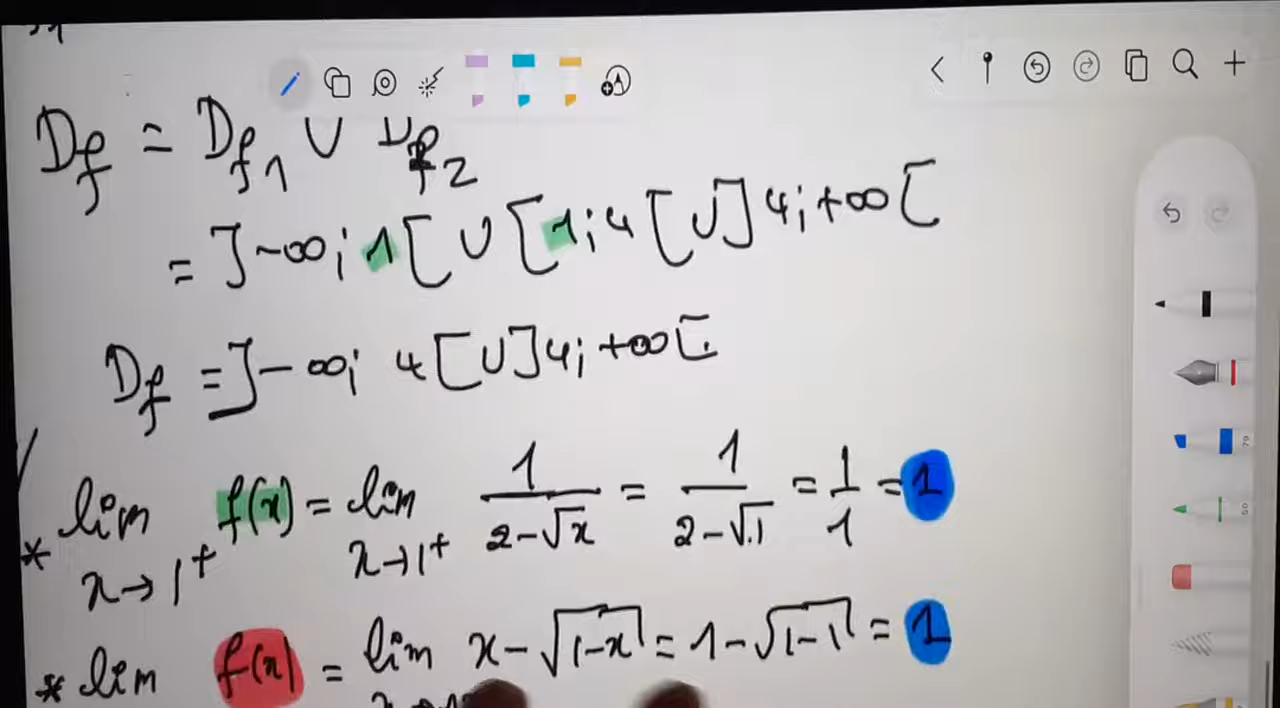 Df = Df1 ∪ Df2
= ]-∞; 1[ ∪ [1; 4[ ∪ ]4; +∞[
Df = ]-∞; 4[ ∪ ]4; +∞[
* lim x→1⁺ f(x) = lim x→1⁺ 1/(2-√x) = 1/(2-√1) = 1/1 = 1
* lim f(x) = lim x-√(1-x) = 1-√(1-1) = 1